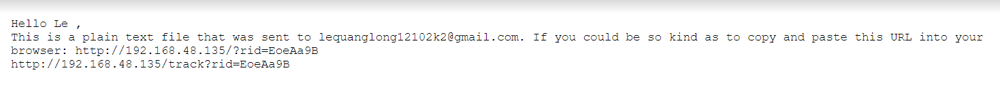 Hello Le ,
This is a plain text file that was sent to lequanglong12102k2@gmail.com. If you could be so kind as to copy and paste this URL into your
browser: http://192.168.48.135/?rid=EoeAa9B
http://192.168.48.135/track?rid=EoeAa9B